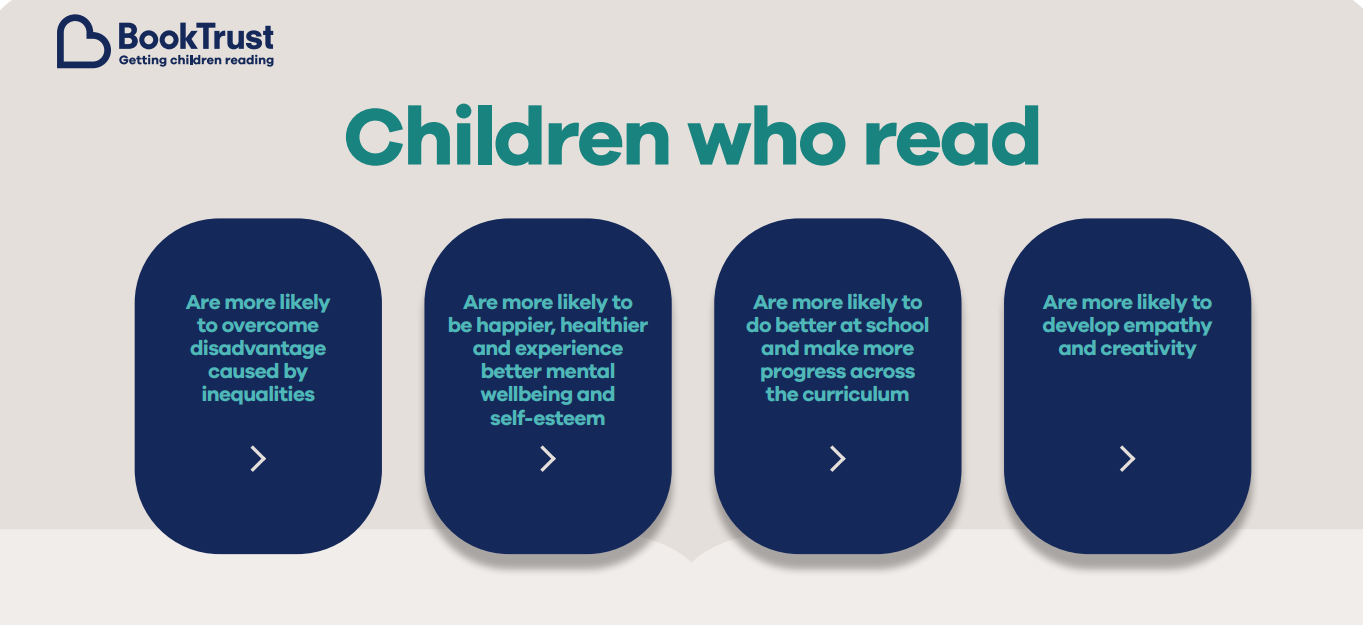 BookTrust
Getting children reading
Children who read
Are more likely
to overcome
disadvantage
caused by
inequalities
Are more likely to
be happier, healthier
and experience
better mental
wellbeing and
self-esteem
Are more likely to
do better at school
and make more
progress across
the curriculum
Are more likely to
develop empathy
and creativity